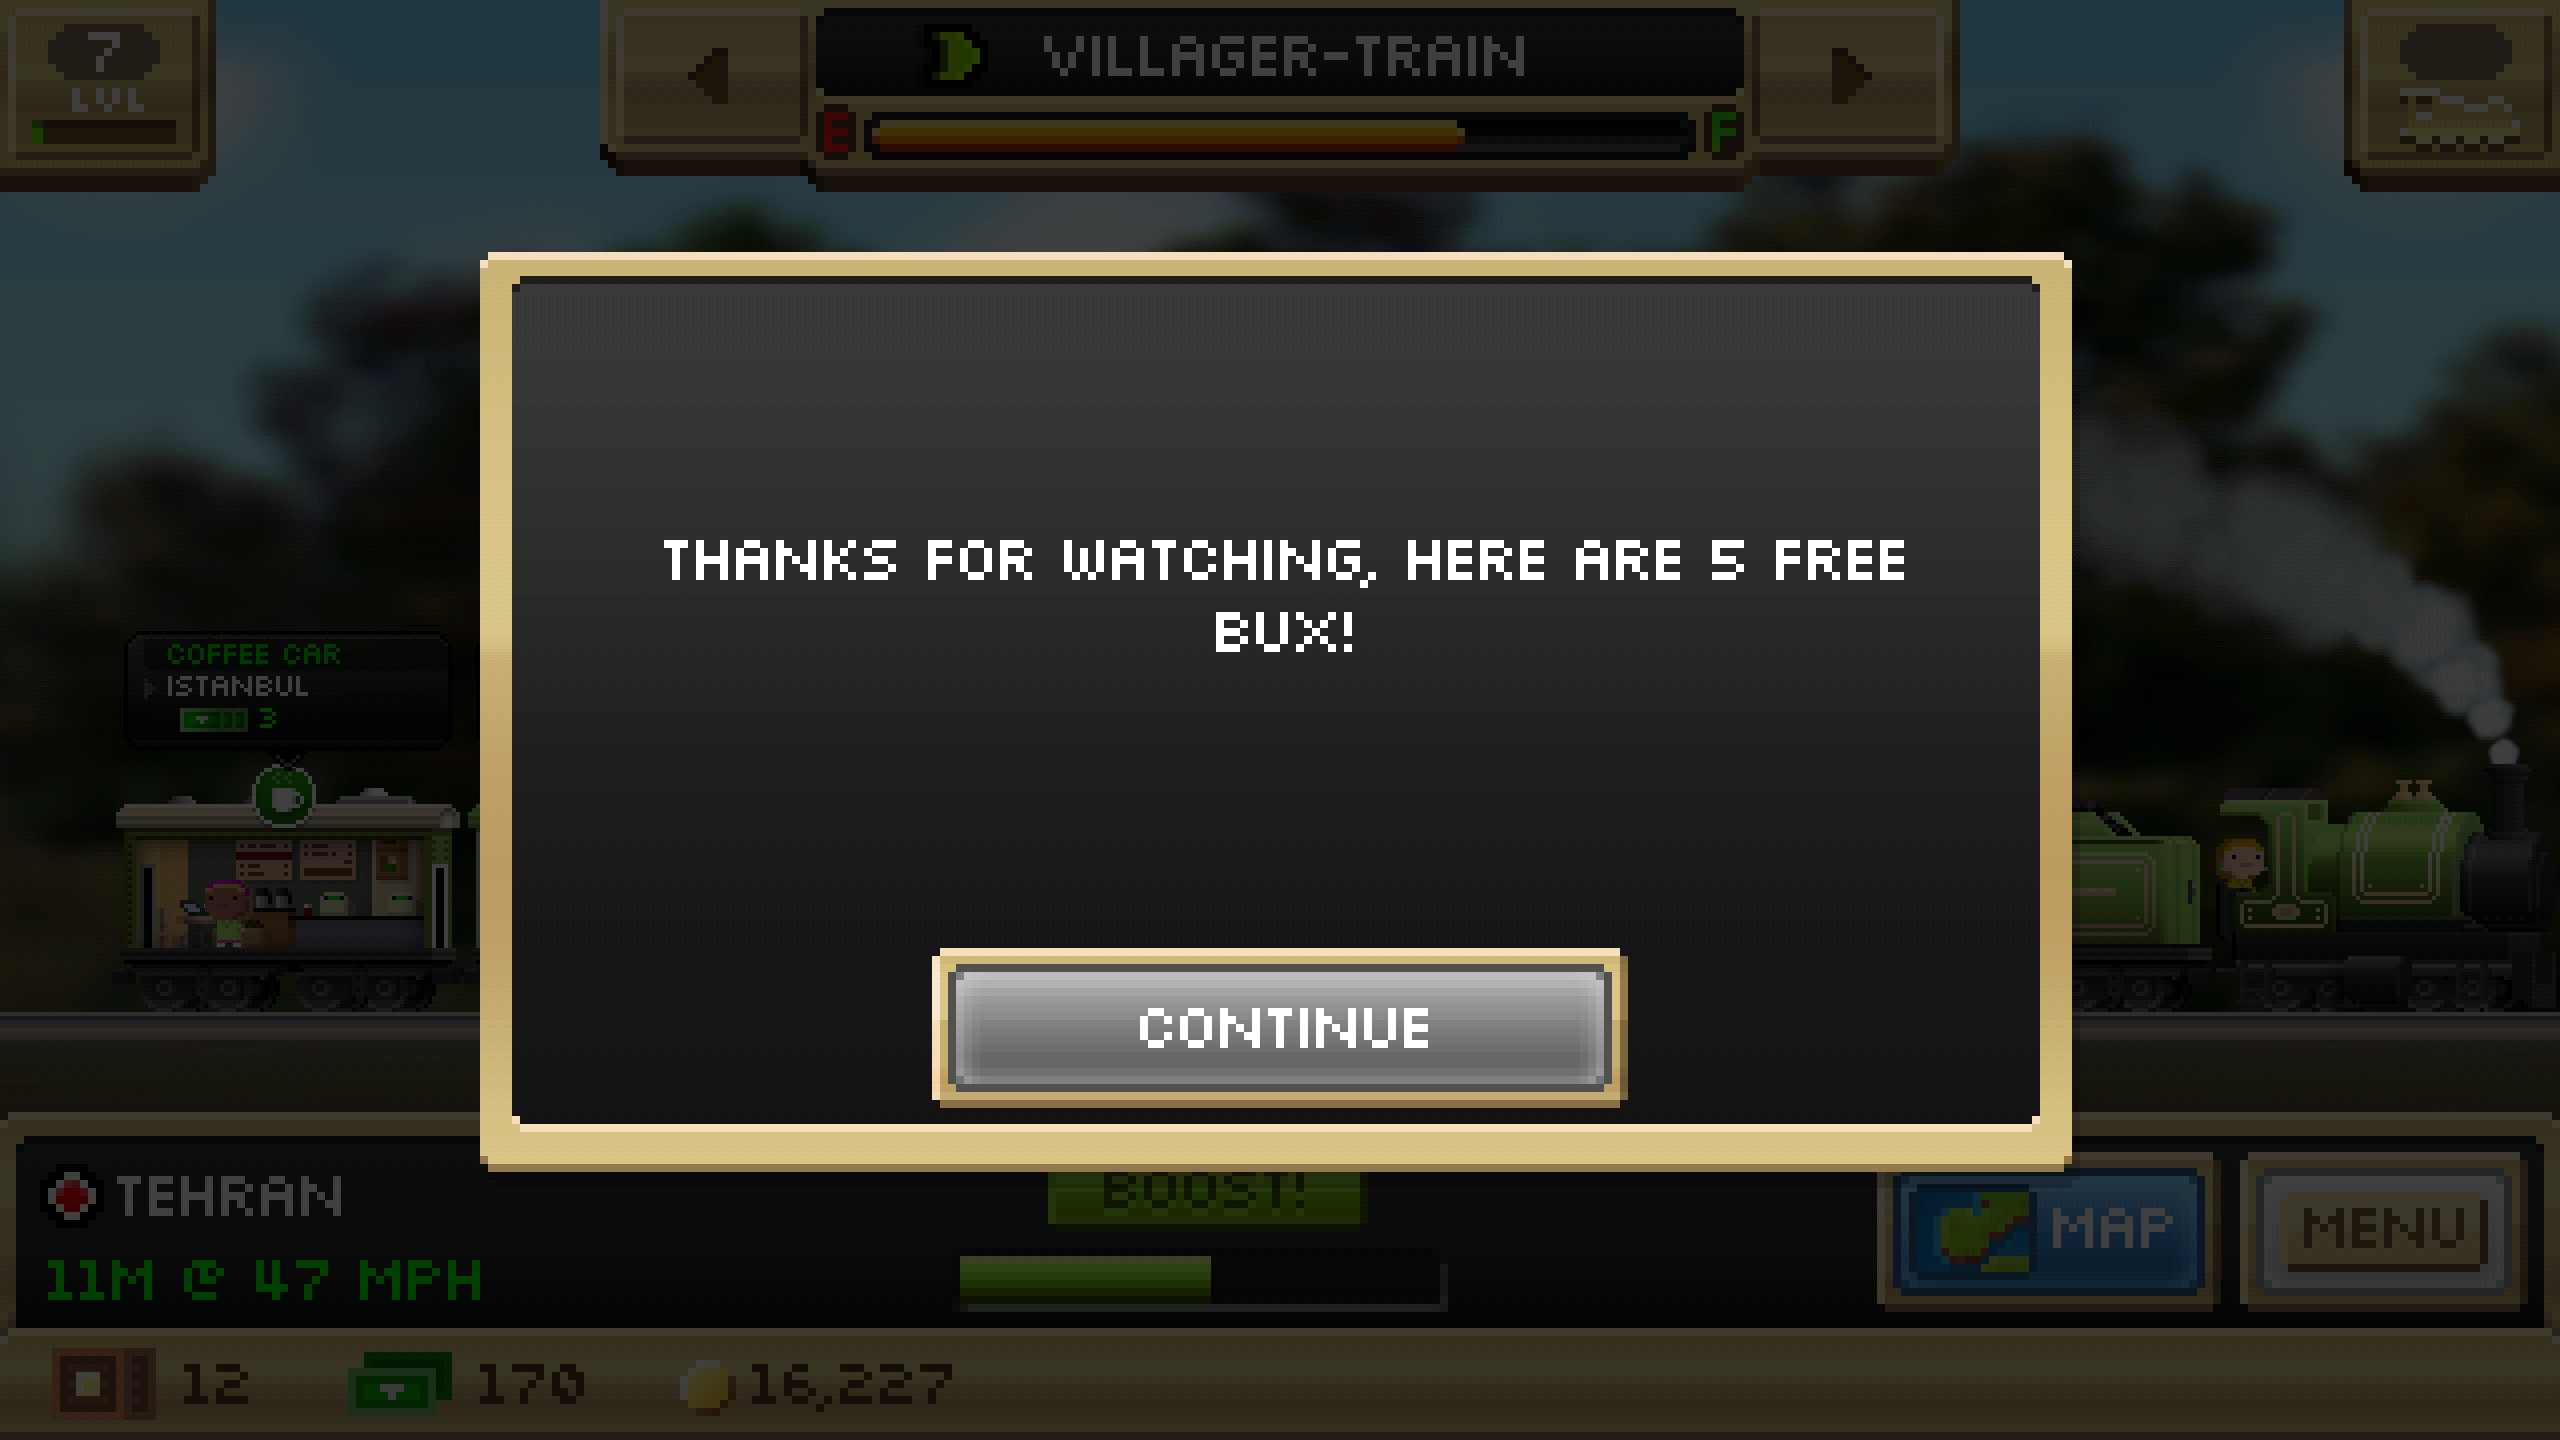 7
LVL
VILLAGER-TRAIN
E F
THANKS FOR WATCHING, HERE ARE 5 FREE
BUX!
COFFEE CAR
ISTANBUL
3
CONTINUE
TEHRAN
11M @ 47 MPH
BOOST!
MAP
MENU
12 170 16,227